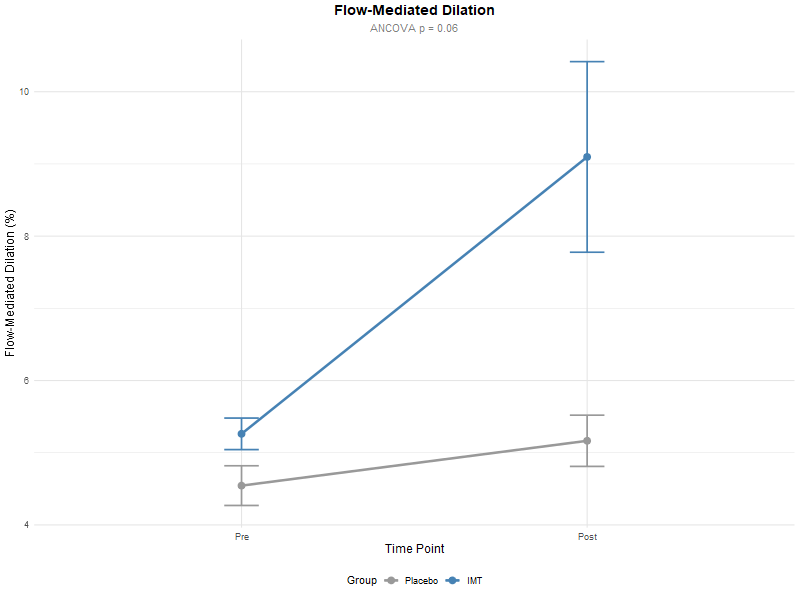 Flow-Mediated Dilation
ANCOVA p = 0.06
Flow-Mediated Dilation (%)
10
8
6
4
Pre
Post
Time Point
Group
Placebo
IMT